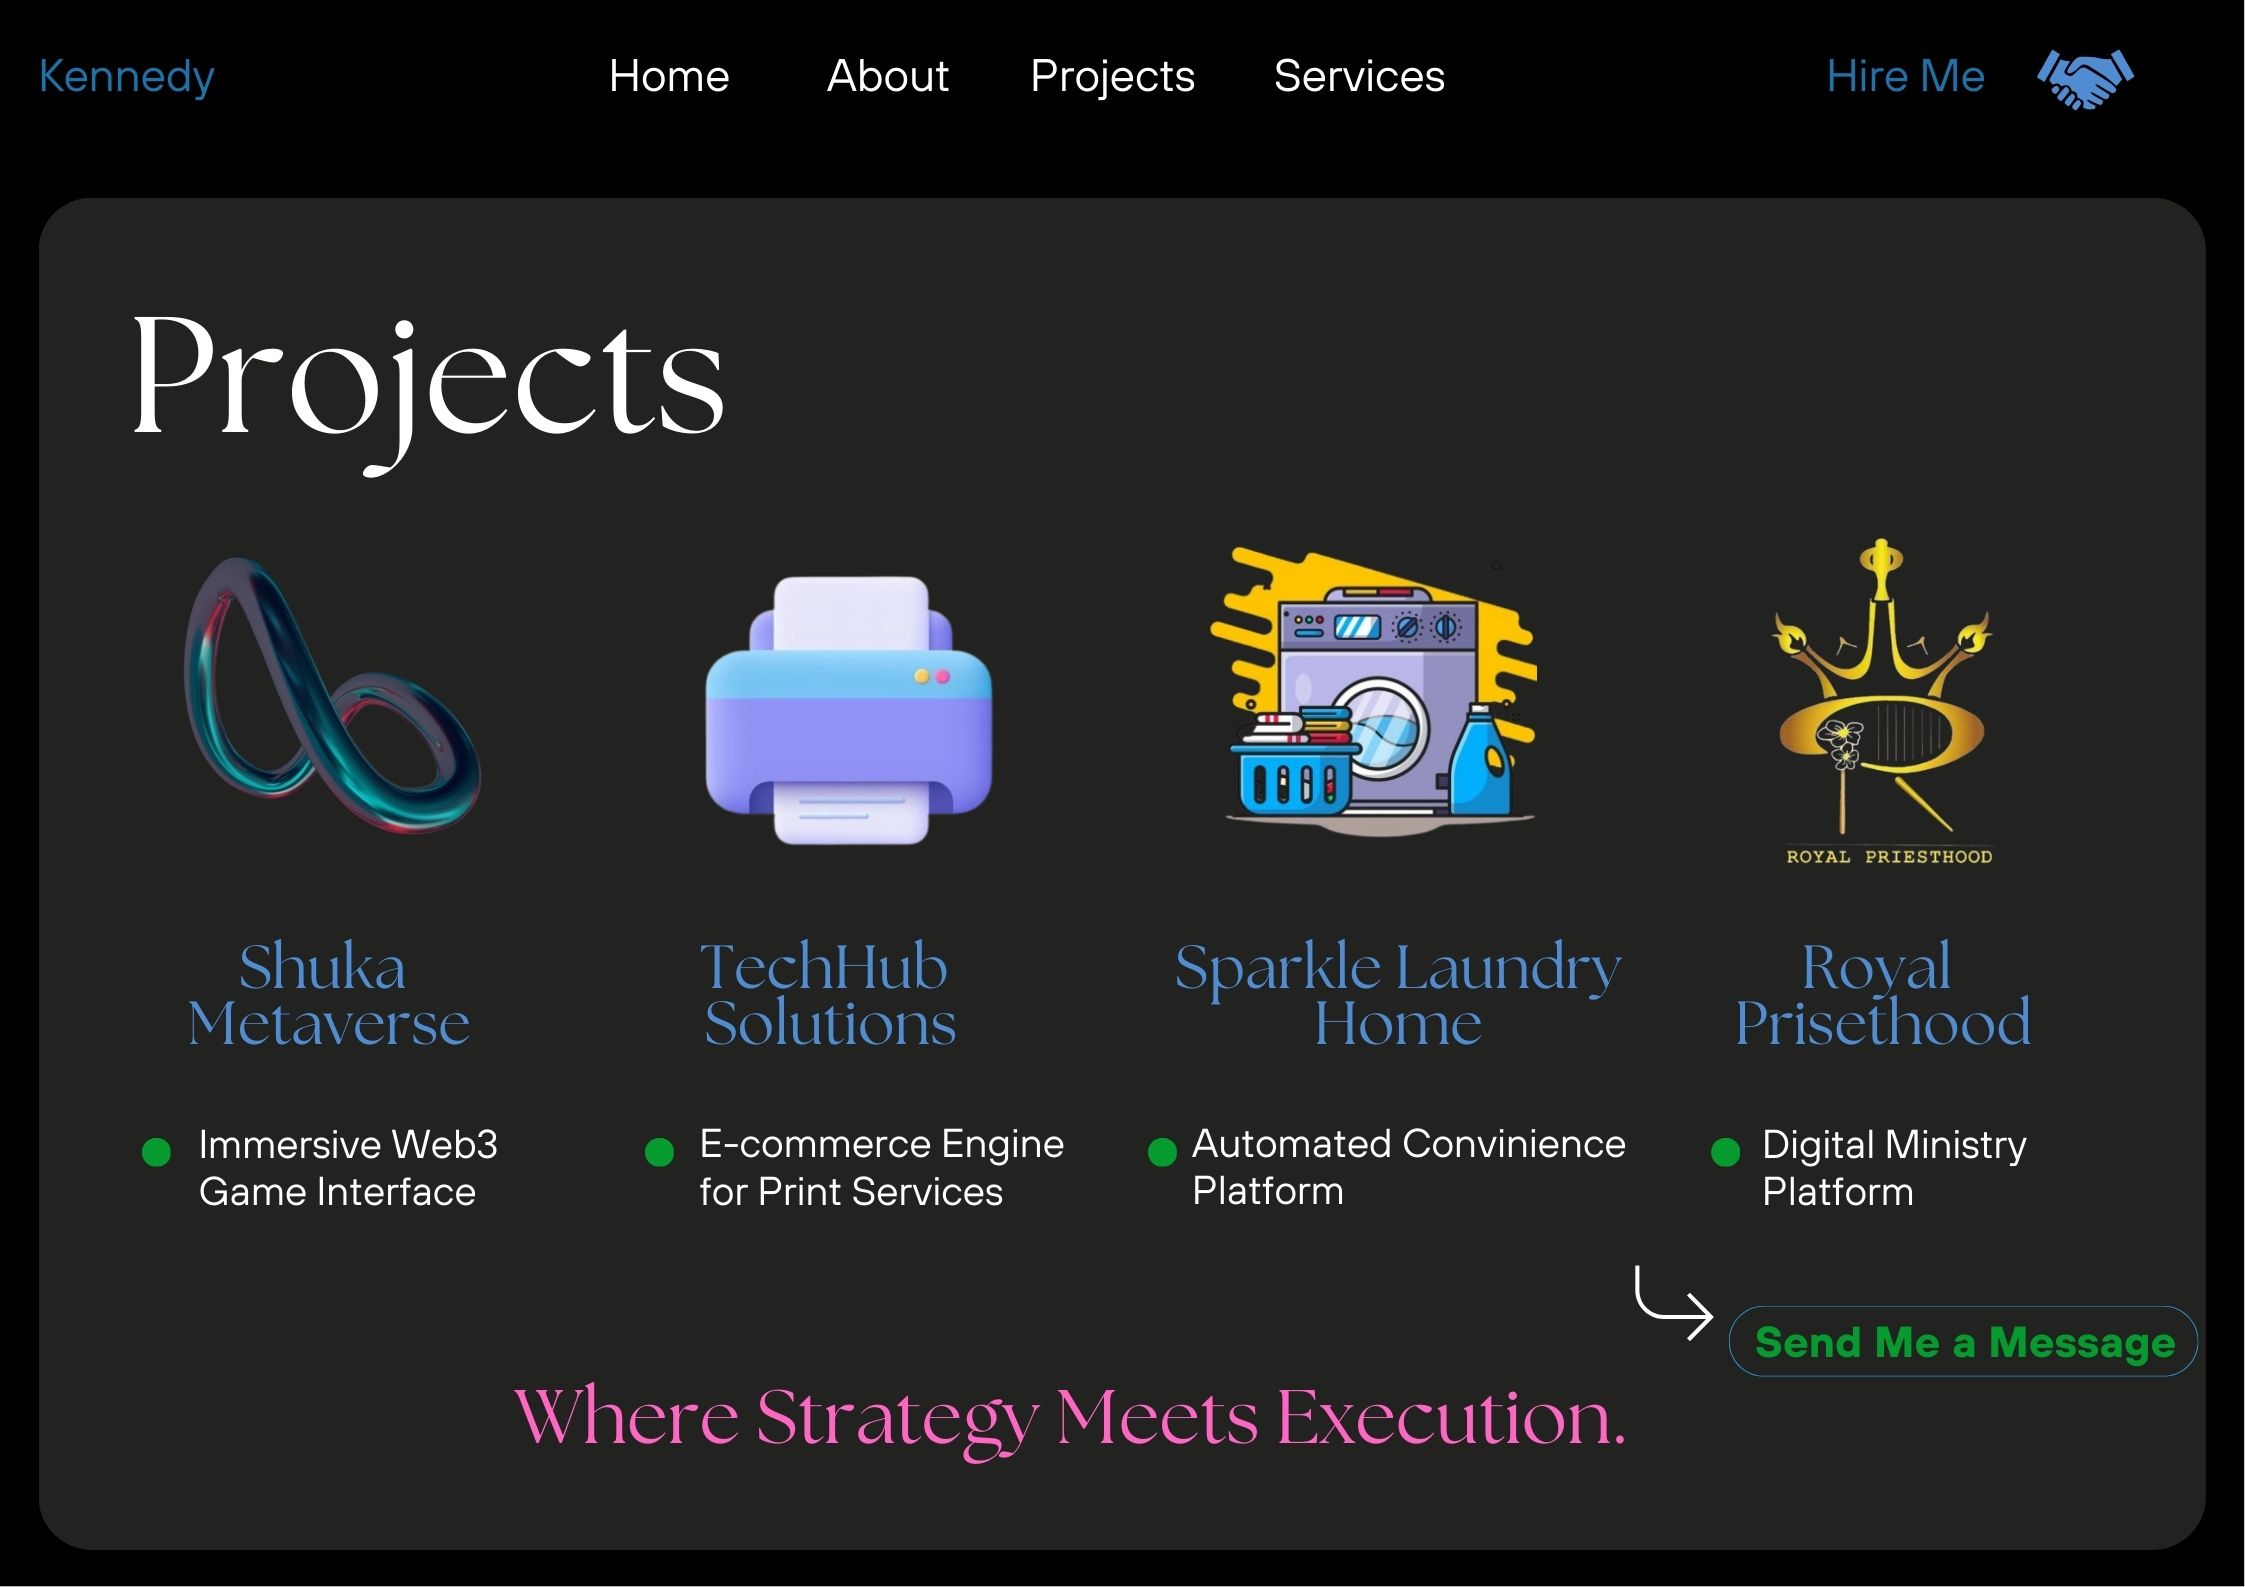 Kennedy
Home
About
Projects
Services
Hire Me
Projects
ROYAL PRIESTHOOD
Shuka
Metaverse
TechHub
Solutions
Sparkle Laundry
Home
Royal
Prisethood
Immersive Web3
Game Interface
E-commerce Engine
for Print Services
Automated Convinience
Platform
Digital Ministry
Platform
Send Me a Message
Where Strategy Meets Execution.